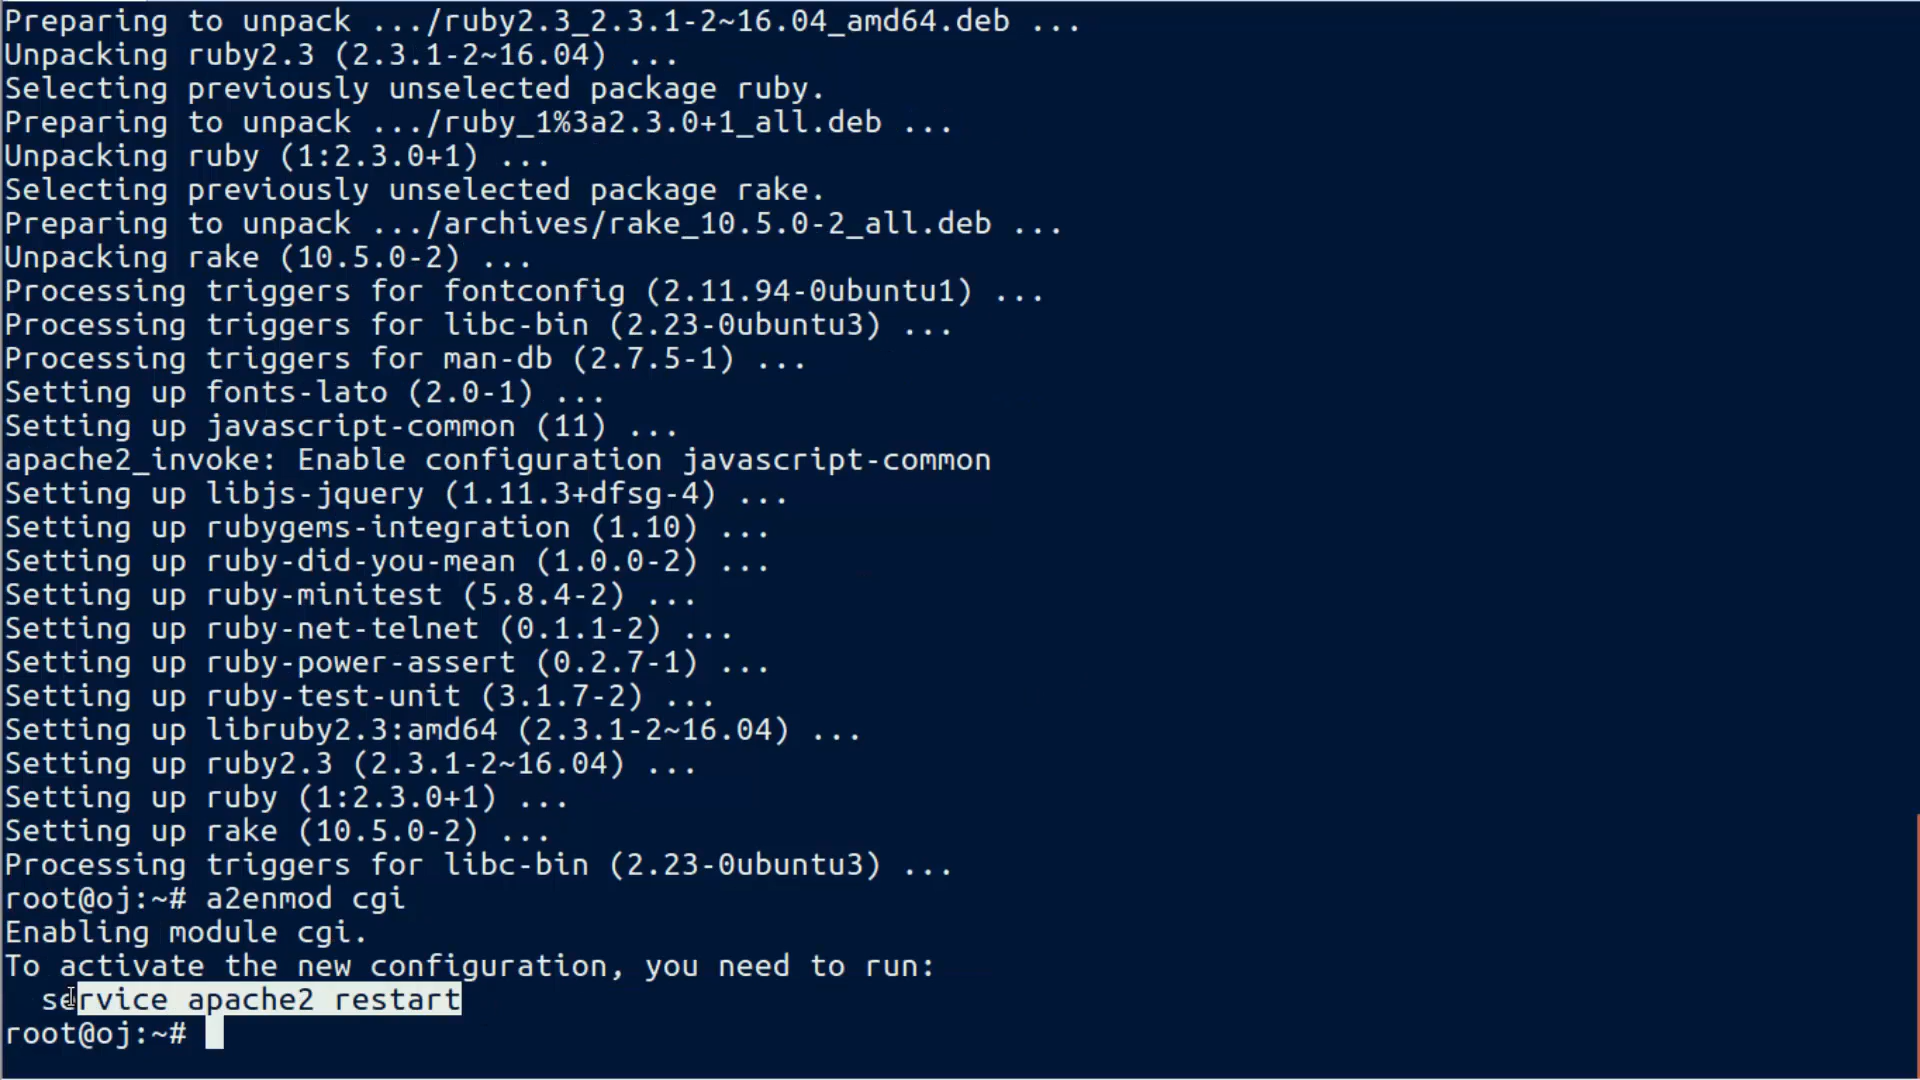 Preparing to unpack .../ruby2.3_2.3.1-2~16.04_amd64.deb ...
Unpacking ruby2.3 (2.3.1-2~16.04) ...
Selecting previously unselected package ruby.
Preparing to unpack .../ruby_1%3a2.3.0+1_all.deb ...
Unpacking ruby (1:2.3.0+1) ...
Selecting previously unselected package rake.
Preparing to unpack .../archives/rake_10.5.0-2_all.deb ...
Unpacking rake (10.5.0-2) ...
Processing triggers for fontconfig (2.11.94-0ubuntu1) ...
Processing triggers for libc-bin (2.23-0ubuntu3) ...
Processing triggers for man-db (2.7.5-1) ...
Setting up fonts-lato (2.0-1) ...
Setting up javascript-common (11) ...
apache2_invoke: Enable configuration javascript-common
Setting up libjs-jquery (1.11.3+dfsg-4) ...
Setting up rubygems-integration (1.10) ...
Setting up ruby-did-you-mean (1.0.0-2) ...
Setting up ruby-minitest (5.8.4-2) ...
Setting up ruby-net-telnet (0.1.1-2) ...
Setting up ruby-power-assert (0.2.7-1) ...
Setting up ruby-test-unit (3.1.7-2) ...
Setting up libruby2.3:amd64 (2.3.1-2~16.04) ...
Setting up ruby2.3 (2.3.1-2~16.04) ...
Setting up ruby (1:2.3.0+1) ...
Setting up rake (10.5.0-2) ...
Processing triggers for libc-bin (2.23-0ubuntu3) ...
root@oj:~# a2enmod cgi
Enabling module cgi.
To activate the new configuration, you need to run:
  service apache2 restart
root@oj:~#